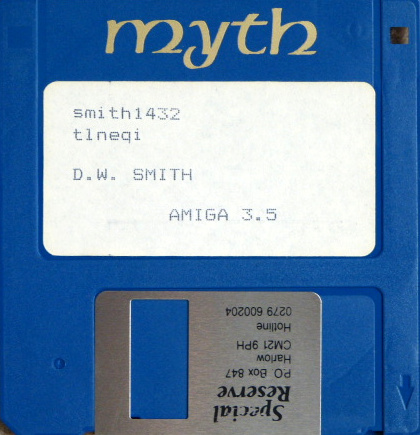 myth
smith1432
tlneqi
D.W. SMITH
AMIGA 3.5
Special
Reserve
P.O. Box 847
Harlow
CM21 9PH
Hotline
0279 600204